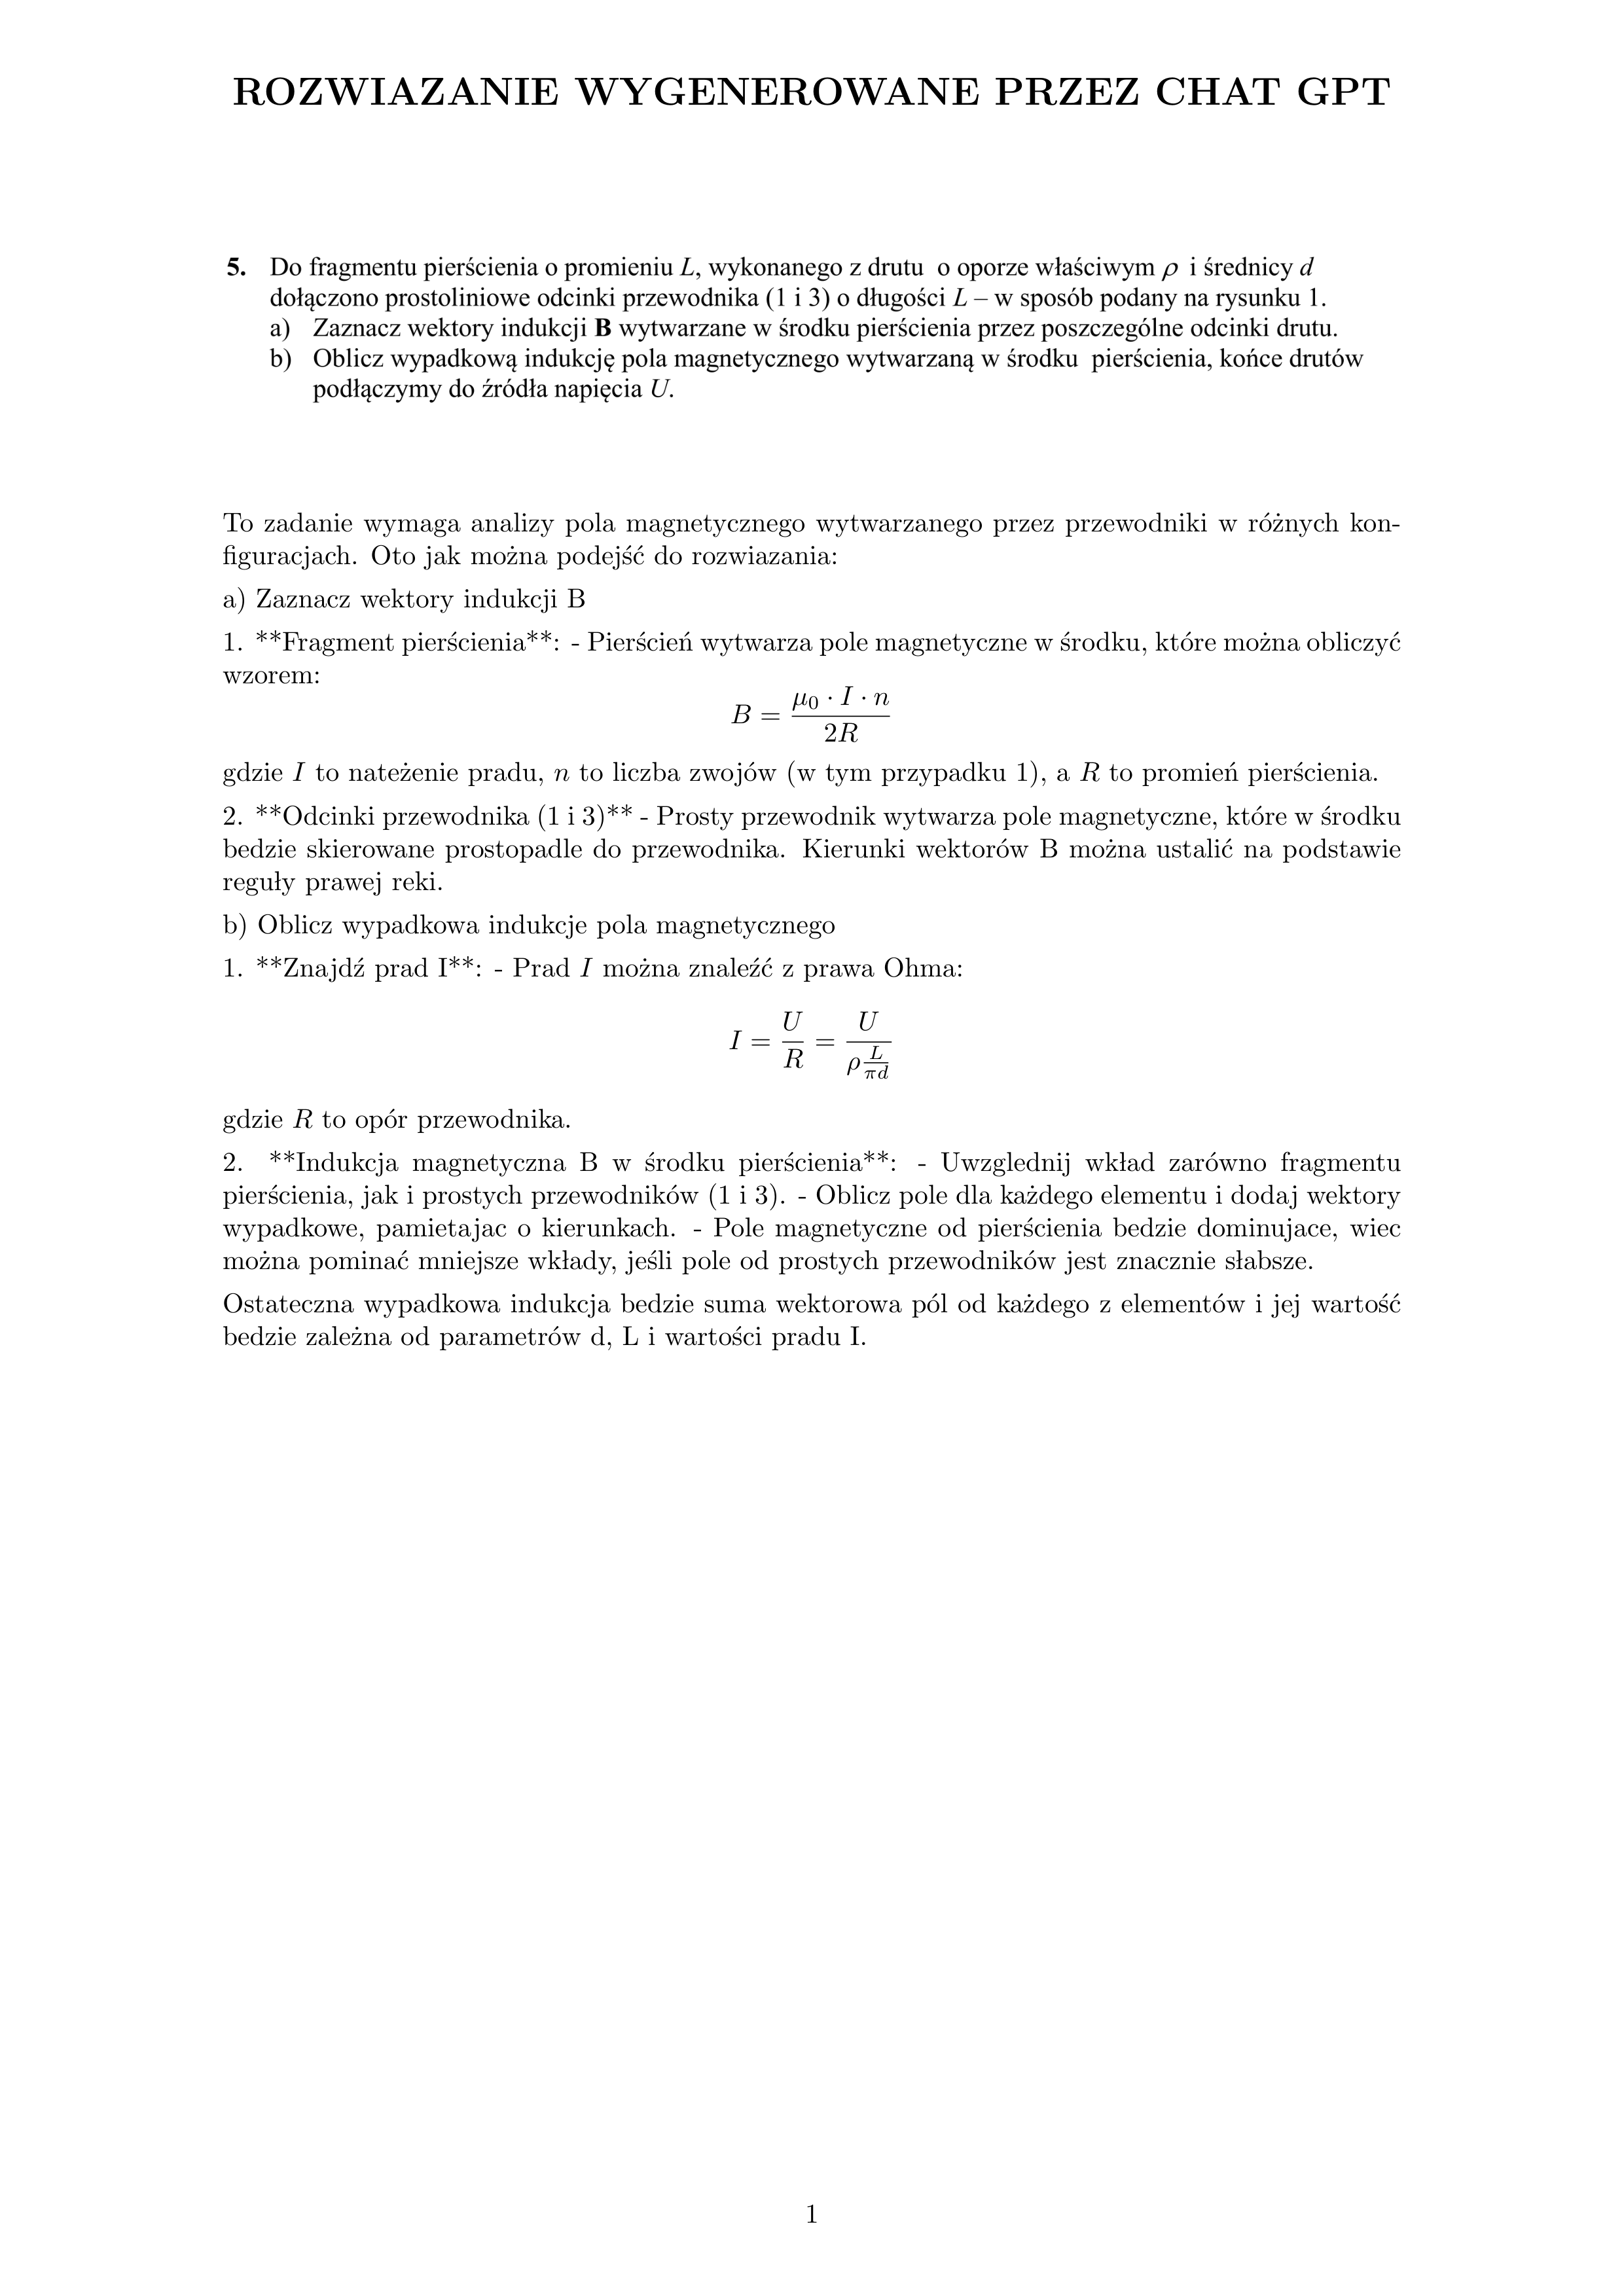 ROZWIAZANIE WYGENEROWANE PRZEZ CHAT GPT
5. Do fragmentu pierścienia o promieniu L, wykonanego z drutu o oporze właściwym ρ i średnicy d
dołączono prostoliniowe odcinki przewodnika (1 i 3) o długości L – w sposób podany na rysunku 1.
a) Zaznacz wektory indukcji B wytwarzane w środku pierścienia przez poszczególne odcinki drutu.
b) Oblicz wypadkową indukcję pola magnetycznego wytwarzaną w środku pierścienia, końce drutów
podłączymy do źródła napięcia U.
To zadanie wymaga analizy pola magnetycznego wytwarzanego przez przewodniki w różnych kon-
figuracjach. Oto jak można podejść do rozwiazania:
a) Zaznacz wektory indukcji B
1. **Fragment pierścienia**: - Pierścień wytwarza pole magnetyczne w środku, które można obliczyć
wzorem:
B = \frac{μ_0 · I · n}{2R}
gdzie I to nateżenie pradu, n to liczba zwojów (w tym przypadku 1), a R to promień pierścienia.
2. **Odcinki przewodnika (1 i 3)** - Prosty przewodnik wytwarza pole magnetyczne, które w środku
bedzie skierowane prostopadle do przewodnika. Kierunki wektorów B można ustalić na podstawie
reguły prawej reki.
b) Oblicz wypadkowa indukcje pola magnetycznego
1. **Znajdź prad I**: - Prad I można znaleźć z prawa Ohma:
I = \frac{U}{R} = \frac{U}{ρ\frac{L}{πd}}
gdzie R to opór przewodnika.
2. **Indukcja magnetyczna B w środku pierścienia**: - Uwzglednij wkład zarówno fragmentu
pierścienia, jak i prostych przewodników (1 i 3). - Oblicz pole dla każdego elementu i dodaj wektory
wypadkowe, pamietajac o kierunkach. - Pole magnetyczne od pierścienia bedzie dominujace, wiec
można pominać mniejsze wkłady, jeśli pole od prostych przewodników jest znacznie słabsze.
Ostateczna wypadkowa indukcja bedzie suma wektorowa pól od każdego z elementów i jej wartość
bedzie zależna od parametrów d, L i wartości pradu I.
1